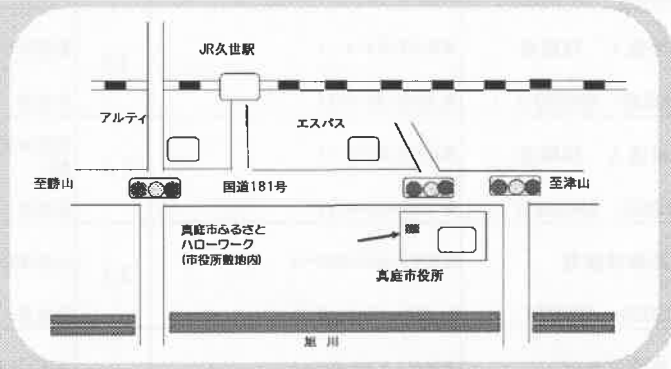 JR久世駅
アルティ
エスパス
至勝山
国道181号
至津山
真庭市ふるさと
ハローワーク
(市役所敷地内)
真庭市役所
旭川